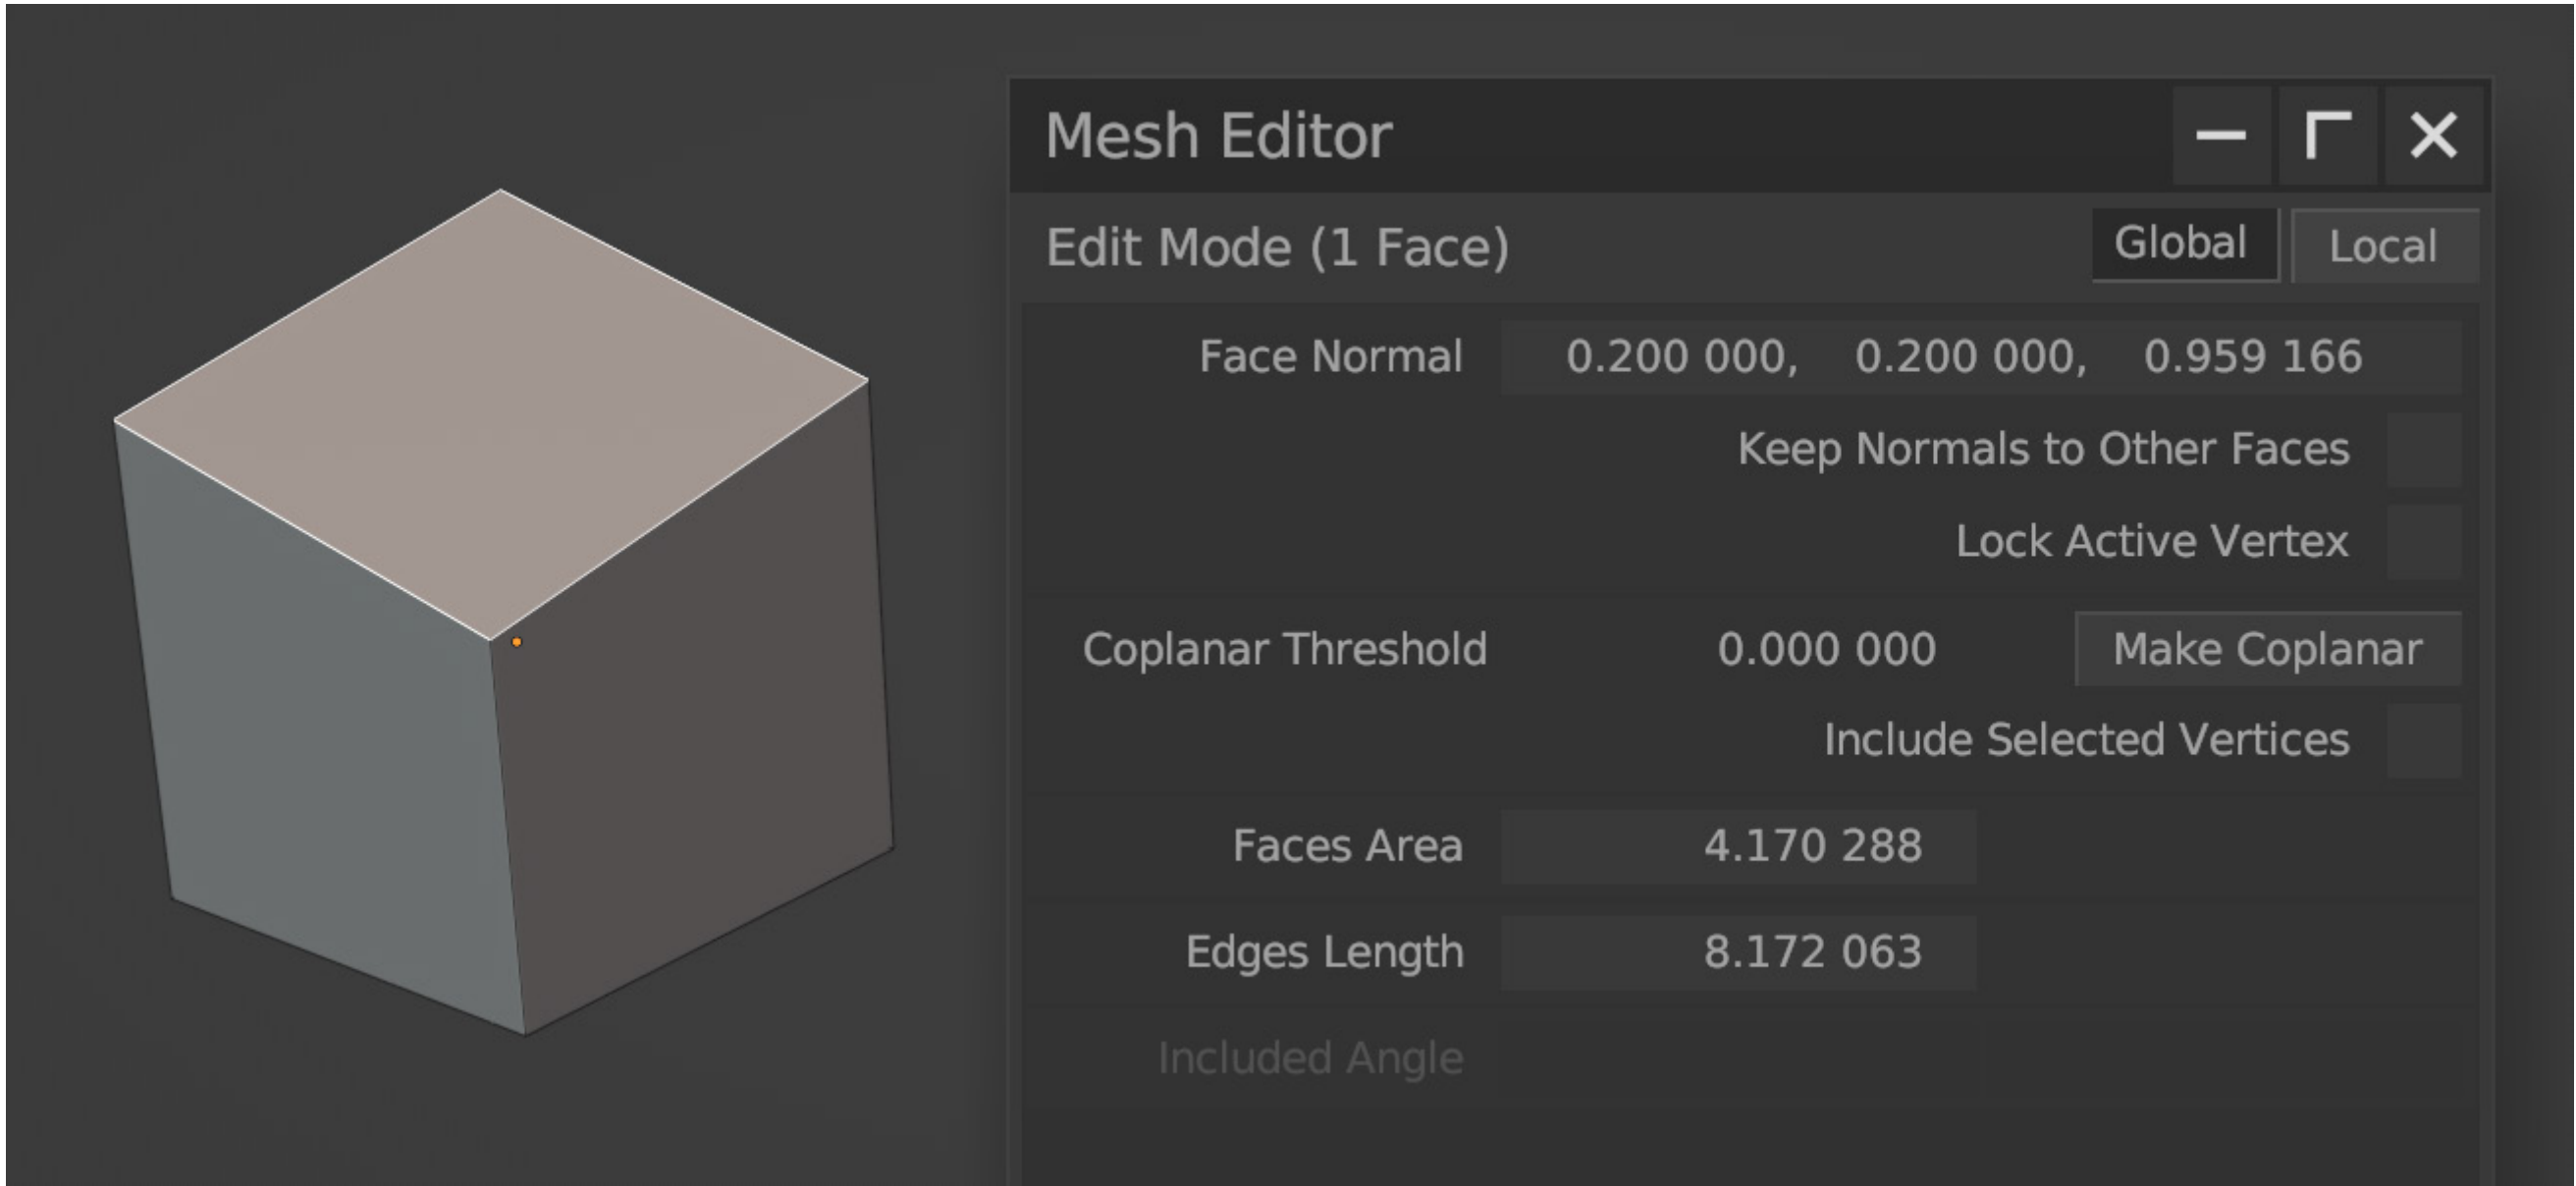 Mesh Editor
Edit Mode (1 Face) Global Local
Face Normal 0.200 000, 0.200 000, 0.959 166
Keep Normals to Other Faces
Lock Active Vertex
Coplanar Threshold 0.000 000 Make Coplanar
Include Selected Vertices
Faces Area 4.170 288
Edges Length 8.172 063
Included Angle